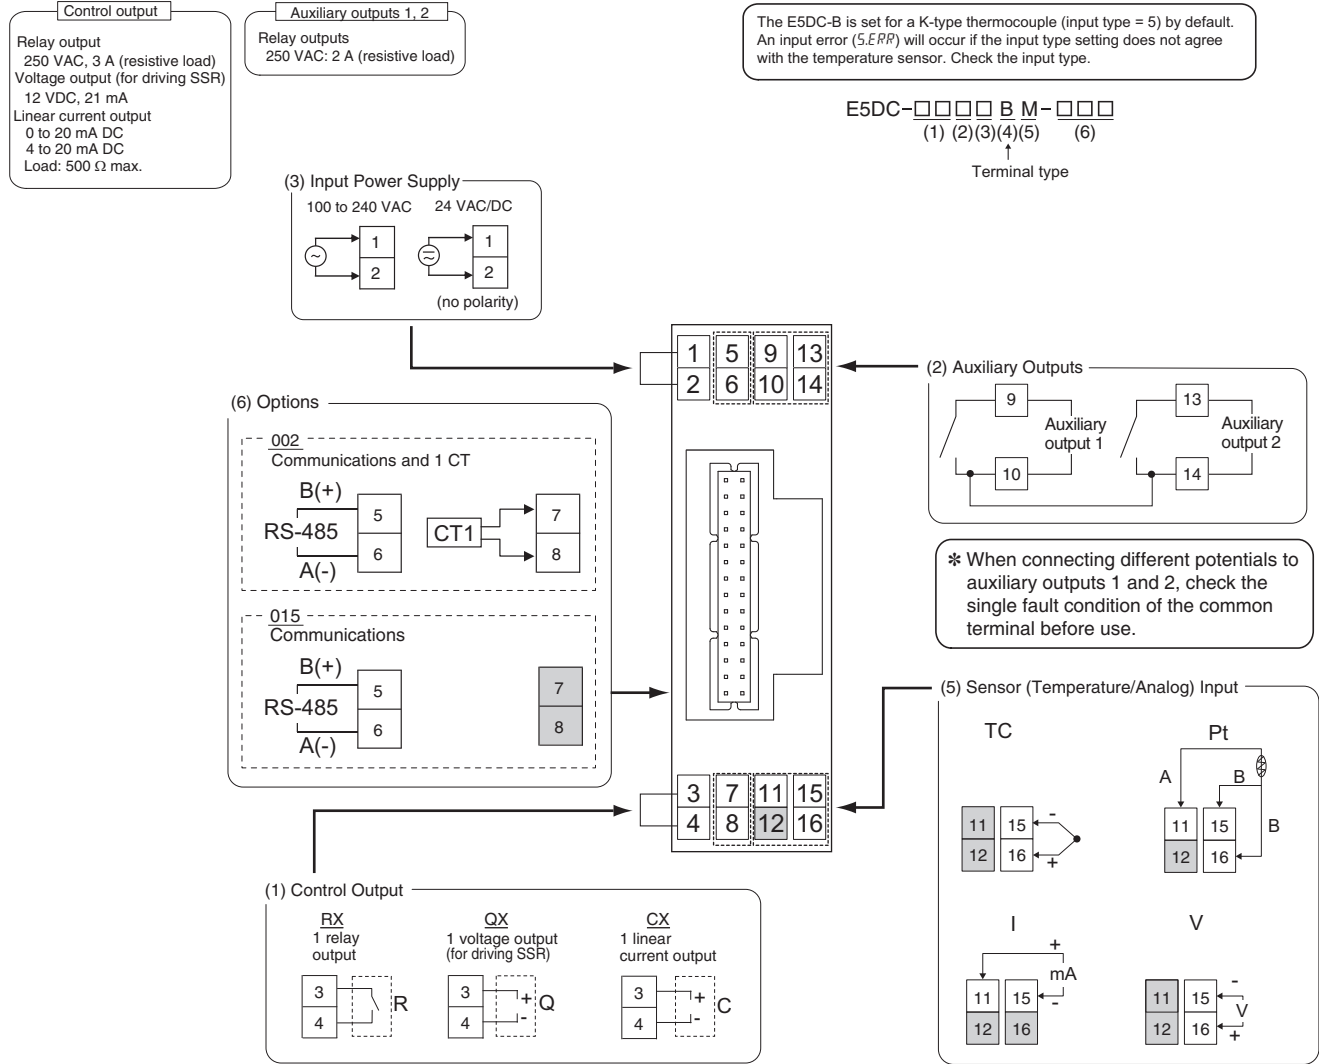 Control output
Relay output
250 VAC, 3 A (resistive load)
Voltage output (for driving SSR)
12 VDC, 21 mA
Linear current output
0 to 20 mA DC
4 to 20 mA DC
Load: 500 Ω max.
Auxiliary outputs 1, 2
Relay outputs
250 VAC: 2 A (resistive load)
The E5DC-B is set for a K-type thermocouple (input type = 5) by default.
An input error (S.ERR) will occur if the input type setting does not agree
with the temperature sensor. Check the input type.
E5DC-□□□□ B M-□□□
(1) (2)(3)(4)(5) (6)
Terminal type
(3) Input Power Supply
100 to 240 VAC 24 VAC/DC
1 1
2 2
(no polarity)
1 5 9 13
2 6 10 14
(2) Auxiliary Outputs
9 13
Auxiliary
output 1
Auxiliary
output 2
10 14
(6) Options
002
Communications and 1 CT
B(+)
RS-485
A(-)
5
6
CT1
7
8
015
Communications
B(+)
RS-485
A(-)
5
6
7
8
✻ When connecting different potentials to
auxiliary outputs 1 and 2, check the
single fault condition of the common
terminal before use.
3 7 11 15
4 8 12 16
(5) Sensor (Temperature/Analog) Input
TC
11 15 -
12 16 +
Pt
A B
11 15 B
12 16
I
+
mA
11 15 -
12 16
V
11 15 -
V
12 16 +
(1) Control Output
RX
1 relay
output
3
4
R
QX
1 voltage output
(for driving SSR)
3 +
4 -
Q
CX
1 linear
current output
3 +
4 -
C